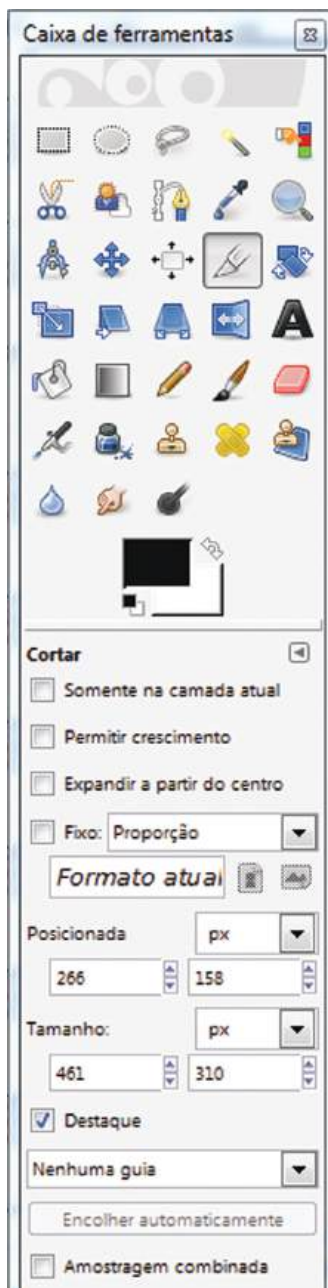 Caixa de ferramentas
Cortar
Somente na camada atual
Permitir crescimento
Expandir a partir do centro
Fixo: Proporção
Formato atual
Posicionada px
266 158
Tamanho: px
461 310
Destaque
Nenhuma guia
Encolher automaticamente
Amostragem combinada